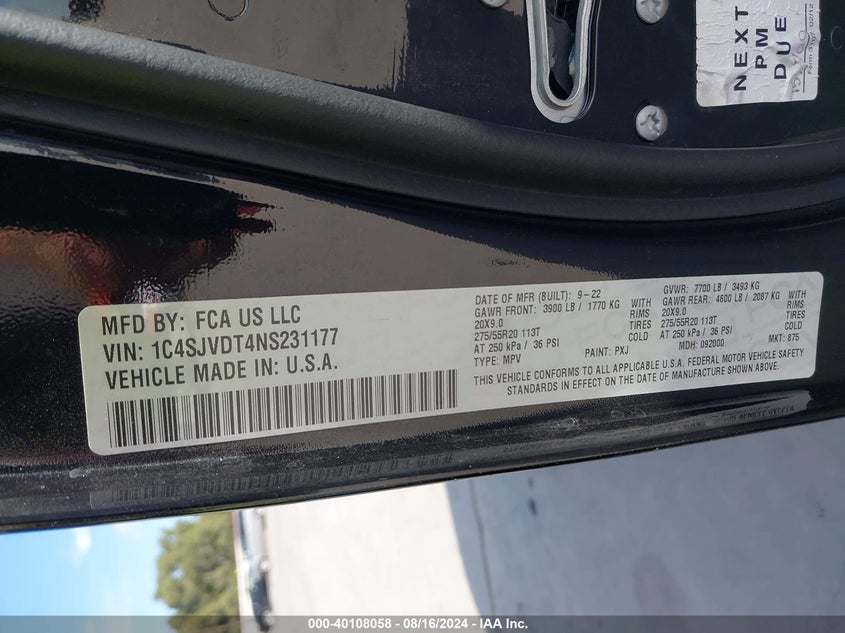 NEXT
PM
DUE
MFD BY: FCA US LLC
VIN: 1C4SJVDT4NS231177
VEHICLE MADE IN: U.S.A.
DATE OF MFR (BUILT): 9-22
GVWR: 7700 LB / 3493 KG
GAWR FRONT: 3900 LB / 1770 KG WITH
GAWR REAR: 4600 LB / 2087 KG WITH
20X9.0 RIMS
20X9.0 RIMS
275/55R20 113T TIRES
275/55R20 113T TIRES
AT 250 kPa / 36 PSI COLD
AT 250 kPa / 36 PSI COLD
TYPE: MPV PAINT: PXJ MDH: 092000 MKT: 875
THIS VEHICLE CONFORMS TO ALL APPLICABLE U.S.A. FEDERAL MOTOR VEHICLE SAFETY
STANDARDS IN EFFECT ON THE DATE OF MANUFACTURE SHOWN ABOVE.
000-40108058 - 08/16/2024 - IAA Inc.